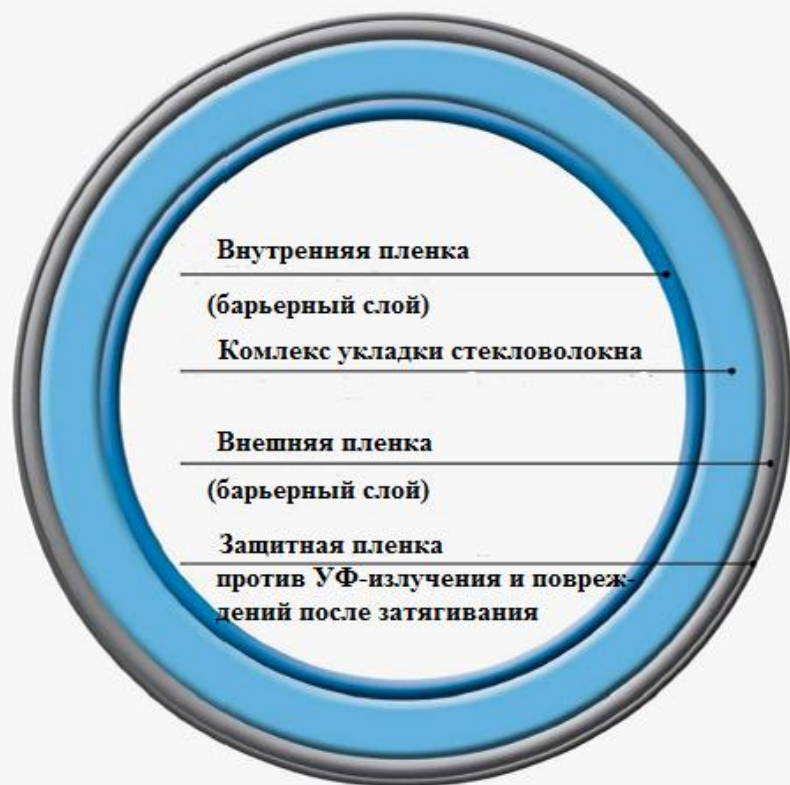 Внутренняя пленка
(барьерный слой)
Комлекс укладки стекловолокна
Внешняя пленка
(барьерный слой)
Защитная пленка
против УФ-излучения и повреж-
дений после затягивания